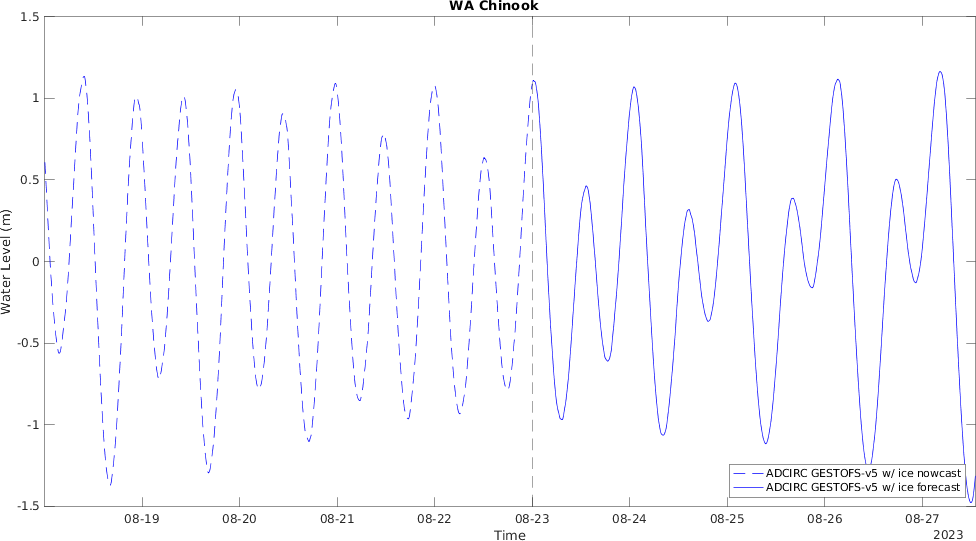 WA Chinook
1.5
1
0.5
0
-0.5
-1
-1.5
Water Level (m)
ADCIRC GESTOFS-v5 w/ ice nowcast
ADCIRC GESTOFS-v5 w/ ice forecast
08-19 08-20 08-21 08-22 08-23 08-24 08-25 08-26 08-27
Time
2023